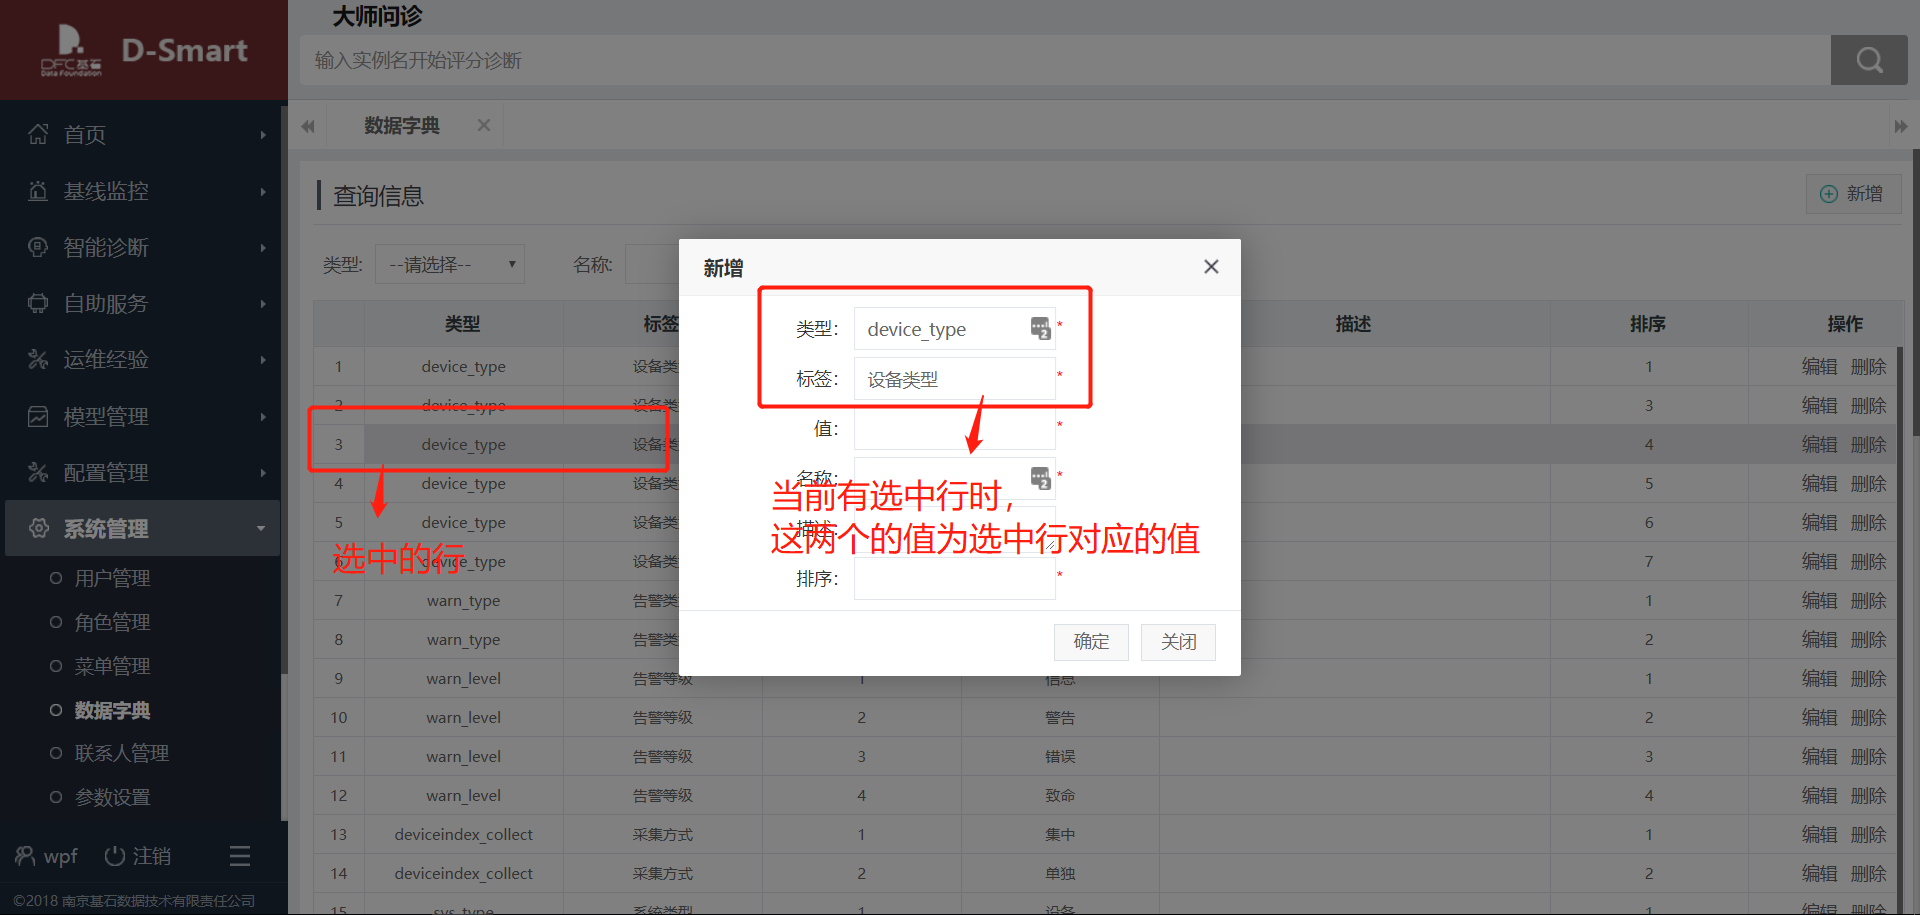 大师问诊
DFC基石
Data Foundation
D-Smart
输入实例名开始评分诊断
首页
基线监控
智能诊断
自助服务
运维经验
模型管理
配置管理
系统管理
用户管理
角色管理
菜单管理
数据字典
联系人管理
参数设置
wpf 注销
©2018 南京基石数据技术有限责任公司
数据字典
查询信息
新增
类型: --请选择-- 名称:
类型 标签 描述 排序 操作
1 device_type 设备类 1 编辑 删除
2 device_type 设备类 3 编辑 删除
3 device_type 设备类 4 编辑 删除
4 device_type 设备类 5 编辑 删除
5 device_type 设备类 6 编辑 删除
6 device_type 设备类 7 编辑 删除
7 warn_type 告警类 1 编辑 删除
8 warn_type 告警类 2 编辑 删除
9 warn_level 告警等级 1 信息 1 编辑 删除
10 warn_level 告警等级 2 警告 2 编辑 删除
11 warn_level 告警等级 3 错误 3 编辑 删除
12 warn_level 告警等级 4 致命 4 编辑 删除
13 deviceindex_collect 采集方式 1 集中 1 编辑 删除
14 deviceindex_collect 采集方式 2 单独 2 编辑 删除
15 sys_type 系统类型 1 设备 1 编辑 删除
选中的行
新增
类型: device_type 2 *
标签: 设备类型 *
值: *
名称: 2 *
描述:
排序: *
当前有选中行时,
这两个的值为选中行对应的值
确定 关闭